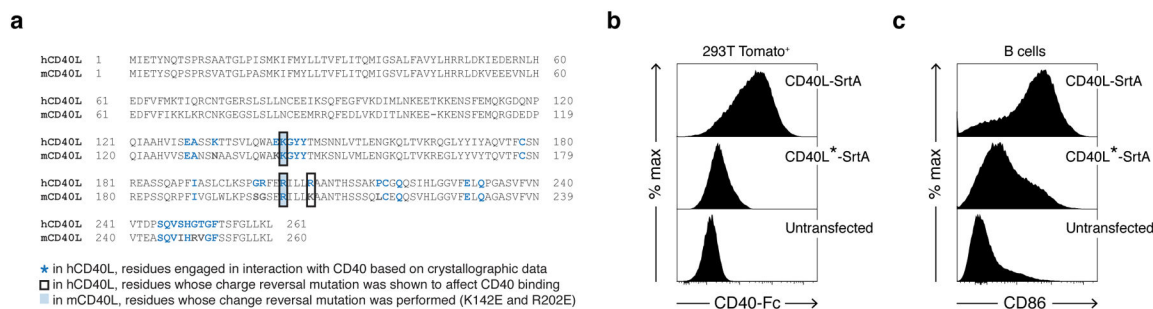 a
hCD40L 1 MIETYNQTSPRSAATGLPISMKIFMYLLTVFLITQMIGSALFAVYLHRRLDKIEDERNLH 60
mCD40L 1 MIETYSQPSPRSVATGLPASMKIFMYLLTVFLITQMIGSVLFAVYLHRRLDKVEEEVNLH 60
hCD40L 61 EDFVFMKTIQRCNTGERSLSLLNCEEIKSQFEGFVKDIMLNKEETKKENSFEMQKGDQNP 120
mCD40L 61 EDFVFIKKLKRCNKGEGSLSLLNCEEMRRQFEDLVKDITLNKEE-KKENSFEMQRGDEDP 119
hCD40L 121 QIAAHVISEASSKTTSVLQWAEKGYYTMSNNLVTLENGKQLTVKRQGLYYIYAQVTFCSN 180
mCD40L 120 QIAAHVVSEANSNAASVLQWAKKGYYTMKSNLVMLENGKQLTVKREGLYYVYTQVTFCSN 179
hCD40L 181 REASSQAPFIASLCLKSPGRFERILLRAANTHSSAKPCGQQSIHLGGVFELQPGASVFVN 240
mCD40L 180 REPSSQRPFIVGLWLKPSSGSERILLKAANTHSSSQLCEQQSVHLGGVFELQAGASVFVN 239
hCD40L 241 VTDPSQVSHGTGFTSFGLLKL 261
mCD40L 240 VTEASQVIHRVGFSSFGLLKL 260
* in hCD40L, residues engaged in interaction with CD40 based on crystallographic data
in hCD40L, residues whose charge reversal mutation was shown to affect CD40 binding
in mCD40L, residues whose change reversal mutation was performed (K142E and R202E)
b
293T Tomato+
CD40L-SrtA
CD40L*-SrtA
Untransfected
% max
CD40-Fc
c
B cells
CD40L-SrtA
CD40L*-SrtA
Untransfected
% max
CD86